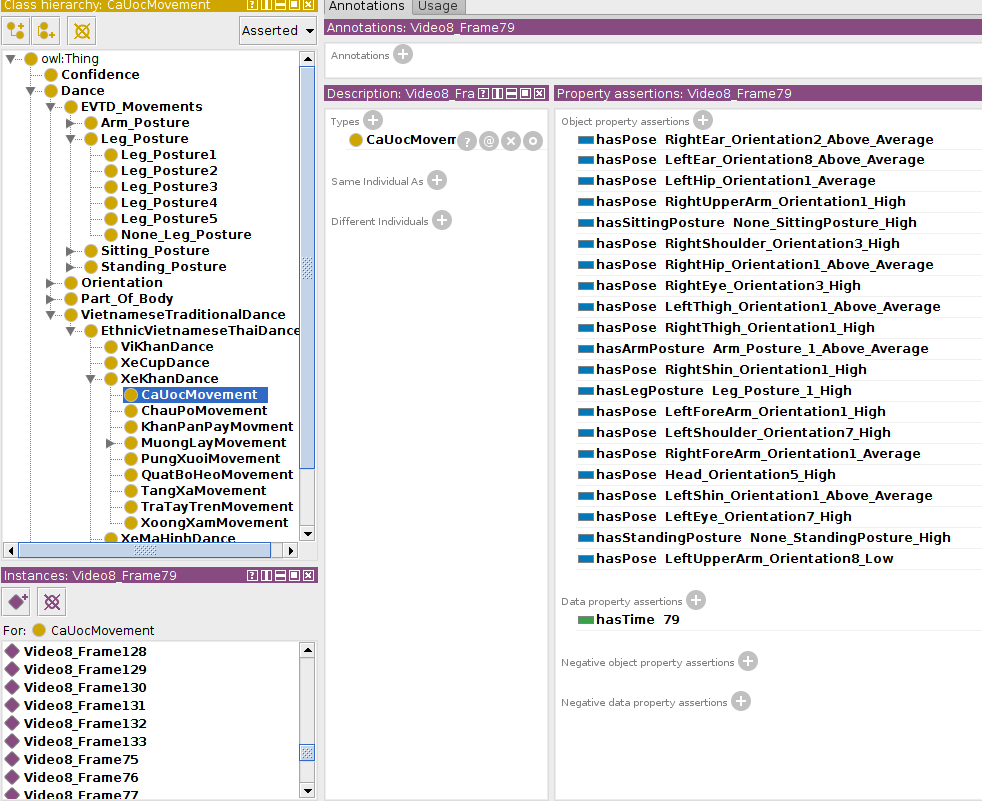 Class hierarchy: CaUocMovement
Asserted
owl:Thing
Confidence
Dance
EVTD_Movements
Arm_Posture
Leg_Posture
Leg_Posture1
Leg_Posture2
Leg_Posture3
Leg_Posture4
Leg_Posture5
None_Leg_Posture
Sitting_Posture
Standing_Posture
Orientation
Part_Of_Body
VietnameseTraditionalDance
EthnicVietnameseThaiDance
ViKhanDance
XeCupDance
XeKhanDance
CaUocMovement
ChauPoMovement
KhanPanPayMovment
MuongLayMovement
PungXuoiMovement
QuatBoHeoMovement
TangXaMovement
TraTayTrenMovement
XoongXamMovement
XeMaHinhDance
Instances: Video8_Frame79
For: CaUocMovement
Video8_Frame128
Video8_Frame129
Video8_Frame130
Video8_Frame131
Video8_Frame132
Video8_Frame133
Video8_Frame75
Video8_Frame76
Video8_Frame77
Annotations Usage
Annotations: Video8_Frame79
Annotations
Description: Video8_Fra
Types
CaUocMovem
Same Individual As
Different Individuals
Property assertions: Video8_Frame79
Object property assertions
hasPose RightEar_Orientation2_Above_Average
hasPose LeftEar_Orientation8_Above_Average
hasPose LeftHip_Orientation1_Average
hasPose RightUpperArm_Orientation1_High
hasSittingPosture None_SittingPosture_High
hasPose RightShoulder_Orientation3_High
hasPose RightHip_Orientation1_Above_Average
hasPose RightEye_Orientation3_High
hasPose LeftThigh_Orientation1_Above_Average
hasPose RightThigh_Orientation1_High
hasArmPosture Arm_Posture_1_Above_Average
hasPose RightShin_Orientation1_High
hasLegPosture Leg_Posture_1_High
hasPose LeftForeArm_Orientation1_High
hasPose LeftShoulder_Orientation7_High
hasPose RightForeArm_Orientation1_Average
hasPose Head_Orientation5_High
hasPose LeftShin_Orientation1_Above_Average
hasPose LeftEye_Orientation7_High
hasStandingPosture None_StandingPosture_High
hasPose LeftUpperArm_Orientation8_Low
Data property assertions
hasTime 79
Negative object property assertions
Negative data property assertions